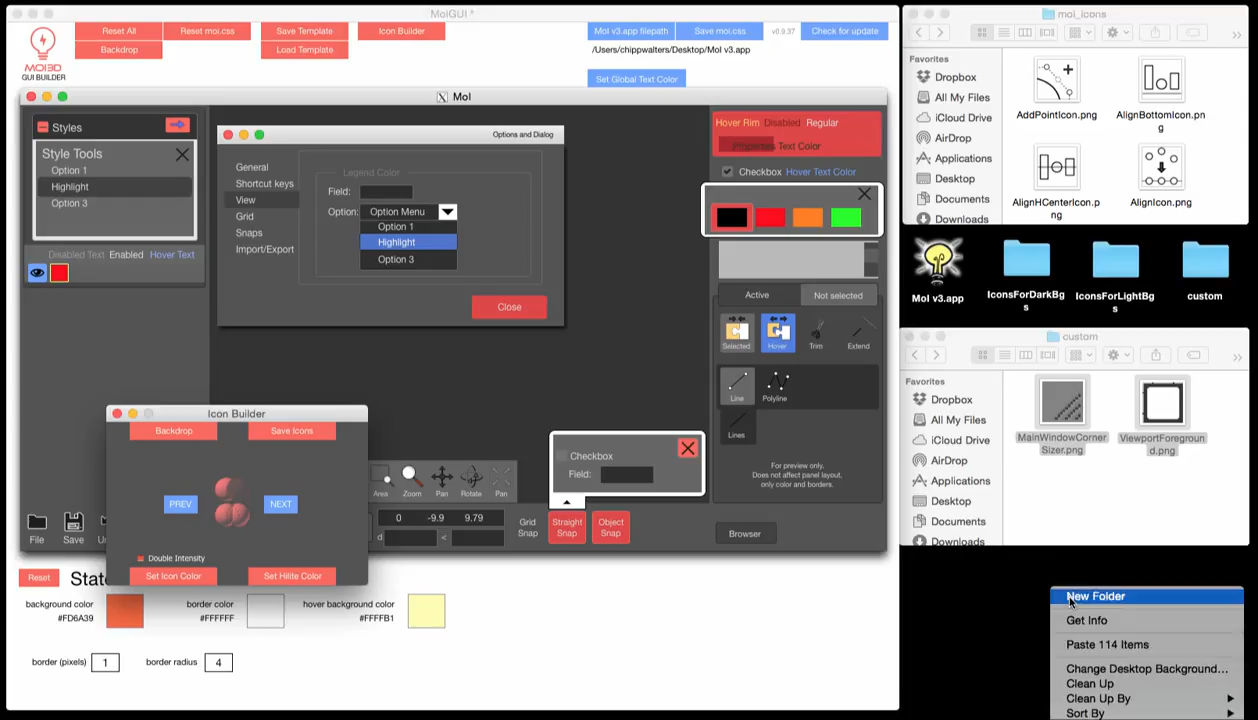 MoiGUI *
Reset All
Reset moi.css
Save Template
Icon Builder
Backdrop
Load Template
MoI v3.app filepath
Save moi.css
v0.9.37
Check for update
/Users/chippwalters/Desktop/MoI v3.app
Set Global Text Color
MOI3D
GUI BUILDER
MoI
Styles
Style Tools
Option 1
Highlight
Option 3
Disabled Text Enabled Hover Text
Options and Dialog
General
Shortcut keys
View
Grid
Snaps
Import/Export
Legend Color
Field:
Option: Option Menu
Option 1
Highlight
Option 3
Close
Hover Rim Disabled Regular
Properties Text Color
Checkbox Hover Text Color
Active
Not selected
Selected
Hover
Trim
Extend
Line
Polyline
Lines
For preview only.
Does not affect panel layout,
only color and borders.
Browser
Icon Builder
Backdrop
Save Icons
PREV
NEXT
Double Intensity
Set Icon Color
Set Hilite Color
File
Save
Area
Zoom
Pan
Rotate
Pan
0 -9.9 9.79
d
<
Grid
Snap
Straight
Snap
Object
Snap
Checkbox
Field:
Reset
background color
#FD6A39
border color
#FFFFFF
hover background color
#FFFFB1
border (pixels) 1
border radius 4
moi_icons
Favorites
Dropbox
All My Files
iCloud Drive
AirDrop
Applications
Desktop
Documents
Downloads
AddPointIcon.png
AlignBottomIcon.pn
g
AlignHCenterIcon.p
ng
AlignIcon.png
MoI v3.app
IconsForDarkBg
s
IconsForLightBg
s
custom
custom
Favorites
Dropbox
All My Files
iCloud Drive
AirDrop
Applications
Desktop
Documents
Downloads
MainWindowCorner
Sizer.png
ViewportForegroun
d.png
New Folder
Get Info
Paste 114 Items
Change Desktop Background...
Clean Up
Clean Up By
Sort By